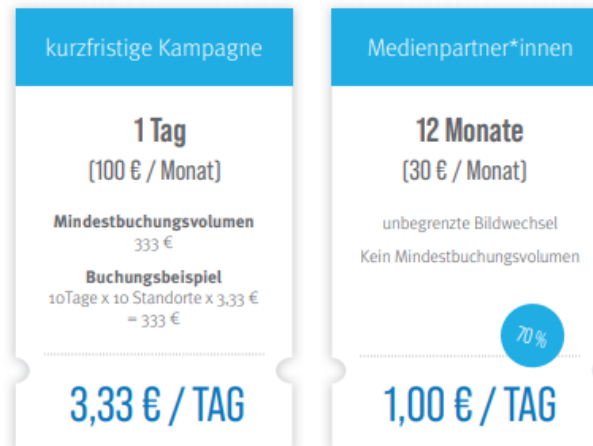 kurzfristige Kampagne
1 Tag
(100 € / Monat)
Mindestbuchungsvolumen
333 €
Buchungsbeispiel
10Tage x 10 Standorte x 3,33 €
= 333 €
3,33 € / TAG
Medienpartner*innen
12 Monate
(30 € / Monat)
unbegrenzte Bildwechsel
Kein Mindestbuchungsvolumen
70 %
1,00 € / TAG